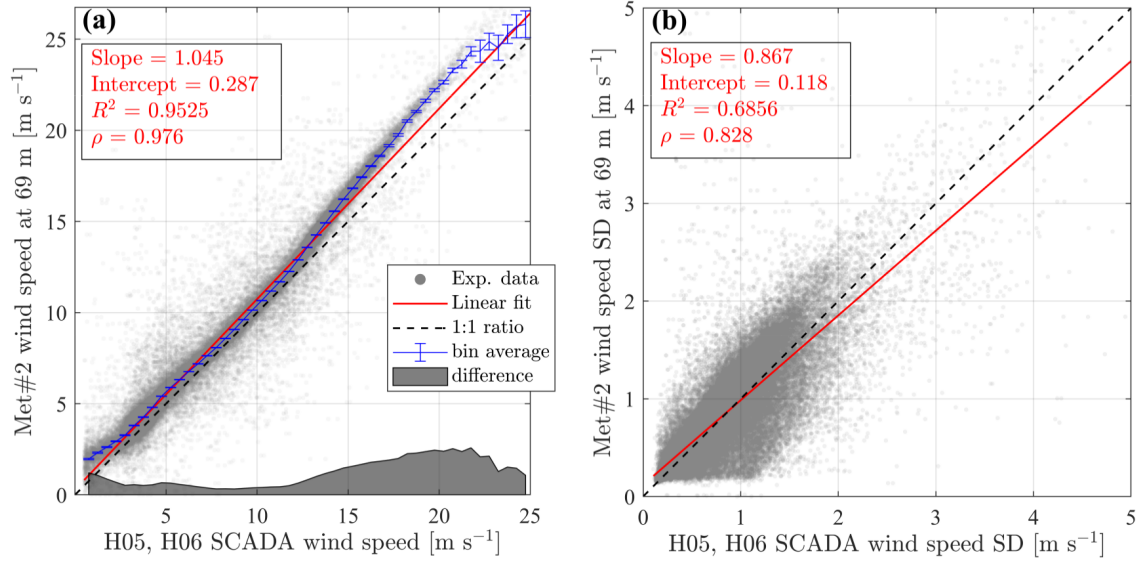 (a)
Slope = 1.045
Intercept = 0.287
R² = 0.9525
ρ = 0.976
Met#2 wind speed at 69 m [m s⁻¹]
25
20
15
10
5
0
Exp. data
Linear fit
1:1 ratio
bin average
difference
5
10
15
20
25
H05, H06 SCADA wind speed [m s⁻¹]
(b)
Slope = 0.867
Intercept = 0.118
R² = 0.6856
ρ = 0.828
Met#2 wind speed SD at 69 m [m s⁻¹]
5
4
3
2
1
0
0
1
2
3
4
5
H05, H06 SCADA wind speed SD [m s⁻¹]